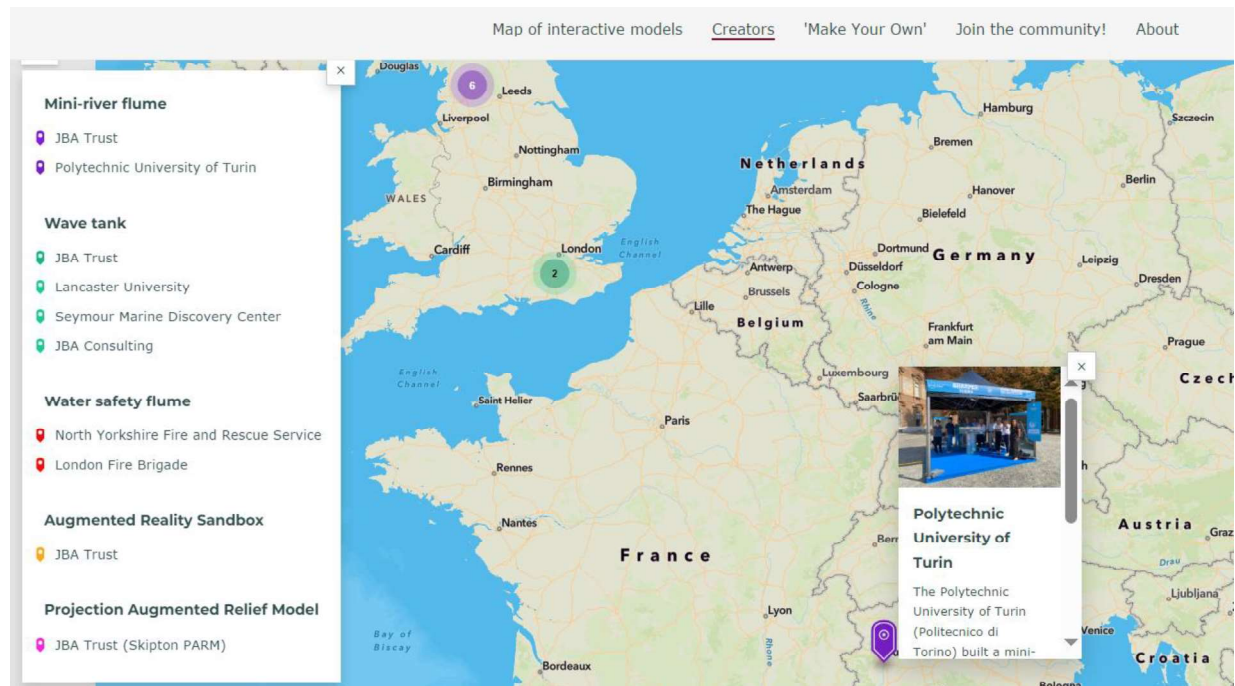 Map of interactive models Creators 'Make Your Own' Join the community! About
×
Mini-river flume
JBA Trust
Polytechnic University of Turin
Wave tank
JBA Trust
Lancaster University
Seymour Marine Discovery Center
JBA Consulting
Water safety flume
North Yorkshire Fire and Rescue Service
London Fire Brigade
Augmented Reality Sandbox
JBA Trust
Projection Augmented Relief Model
JBA Trust (Skipton PARM)
Douglas
6
Leeds
Liverpool
Nottingham
Birmingham
WALES
Cardiff
London
2
English
Channel
Netherlands
Amsterdam
The Hague
Hamburg
Szczecin
Bremen
Berlin
Hanover
Bielefeld
Dortmund
Germany
Düsseldorf
Leipzig
Cologne
Dresden
Antwerp
Brussels
Rhine
Lille
Belgium
Frankfurt
am Main
Prague
Luxembourg
Czech
English
Channel
Saint Helier
Paris
Rennes
Nantes
France
Austria
Graz
Drau
Ljubljana
Lyon
Rhone
Venice
Croatia
Bay of
Biscay
Bordeaux
×
Polytechnic
University of
Turin
The Polytechnic
University of Turin
(Politecnico di
Torino) built a mini-